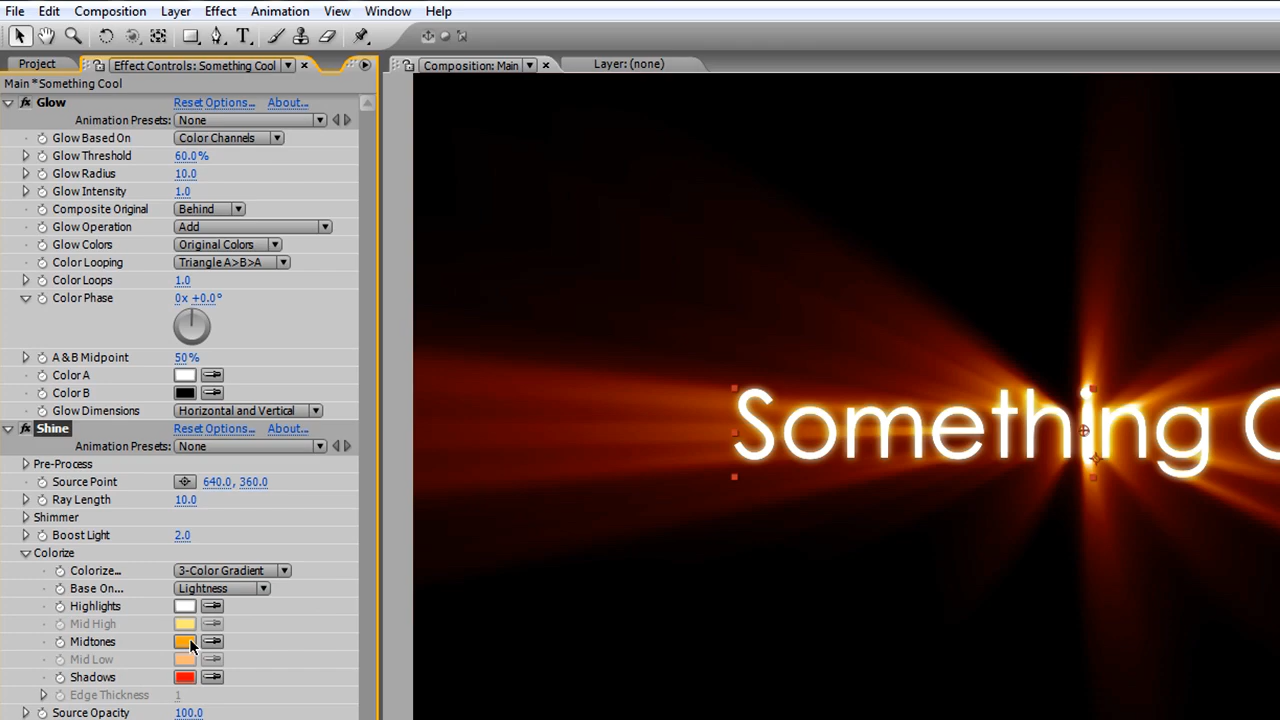 File Edit Composition Layer Effect Animation View Window Help
Project Effect Controls: Something Cool Composition: Main Layer: (none)
Main * Something Cool
Glow Reset Options... About...
Animation Presets: None
Glow Based On Color Channels
Glow Threshold 60.0%
Glow Radius 10.0
Glow Intensity 1.0
Composite Original Behind
Glow Operation Add
Glow Colors Original Colors
Color Looping Triangle A>B>A
Color Loops 1.0
Color Phase 0x +0.0°
A & B Midpoint 50%
Color A
Color B
Glow Dimensions Horizontal and Vertical
Shine Reset Options... About...
Animation Presets: None
Pre-Process
Source Point 640.0, 360.0
Ray Length 10.0
Shimmer
Boost Light 2.0
Colorize
Colorize... 3-Color Gradient
Base On... Lightness
Highlights
Mid High
Midtones
Mid Low
Shadows
Edge Thickness 1
Source Opacity 100.0
Something C